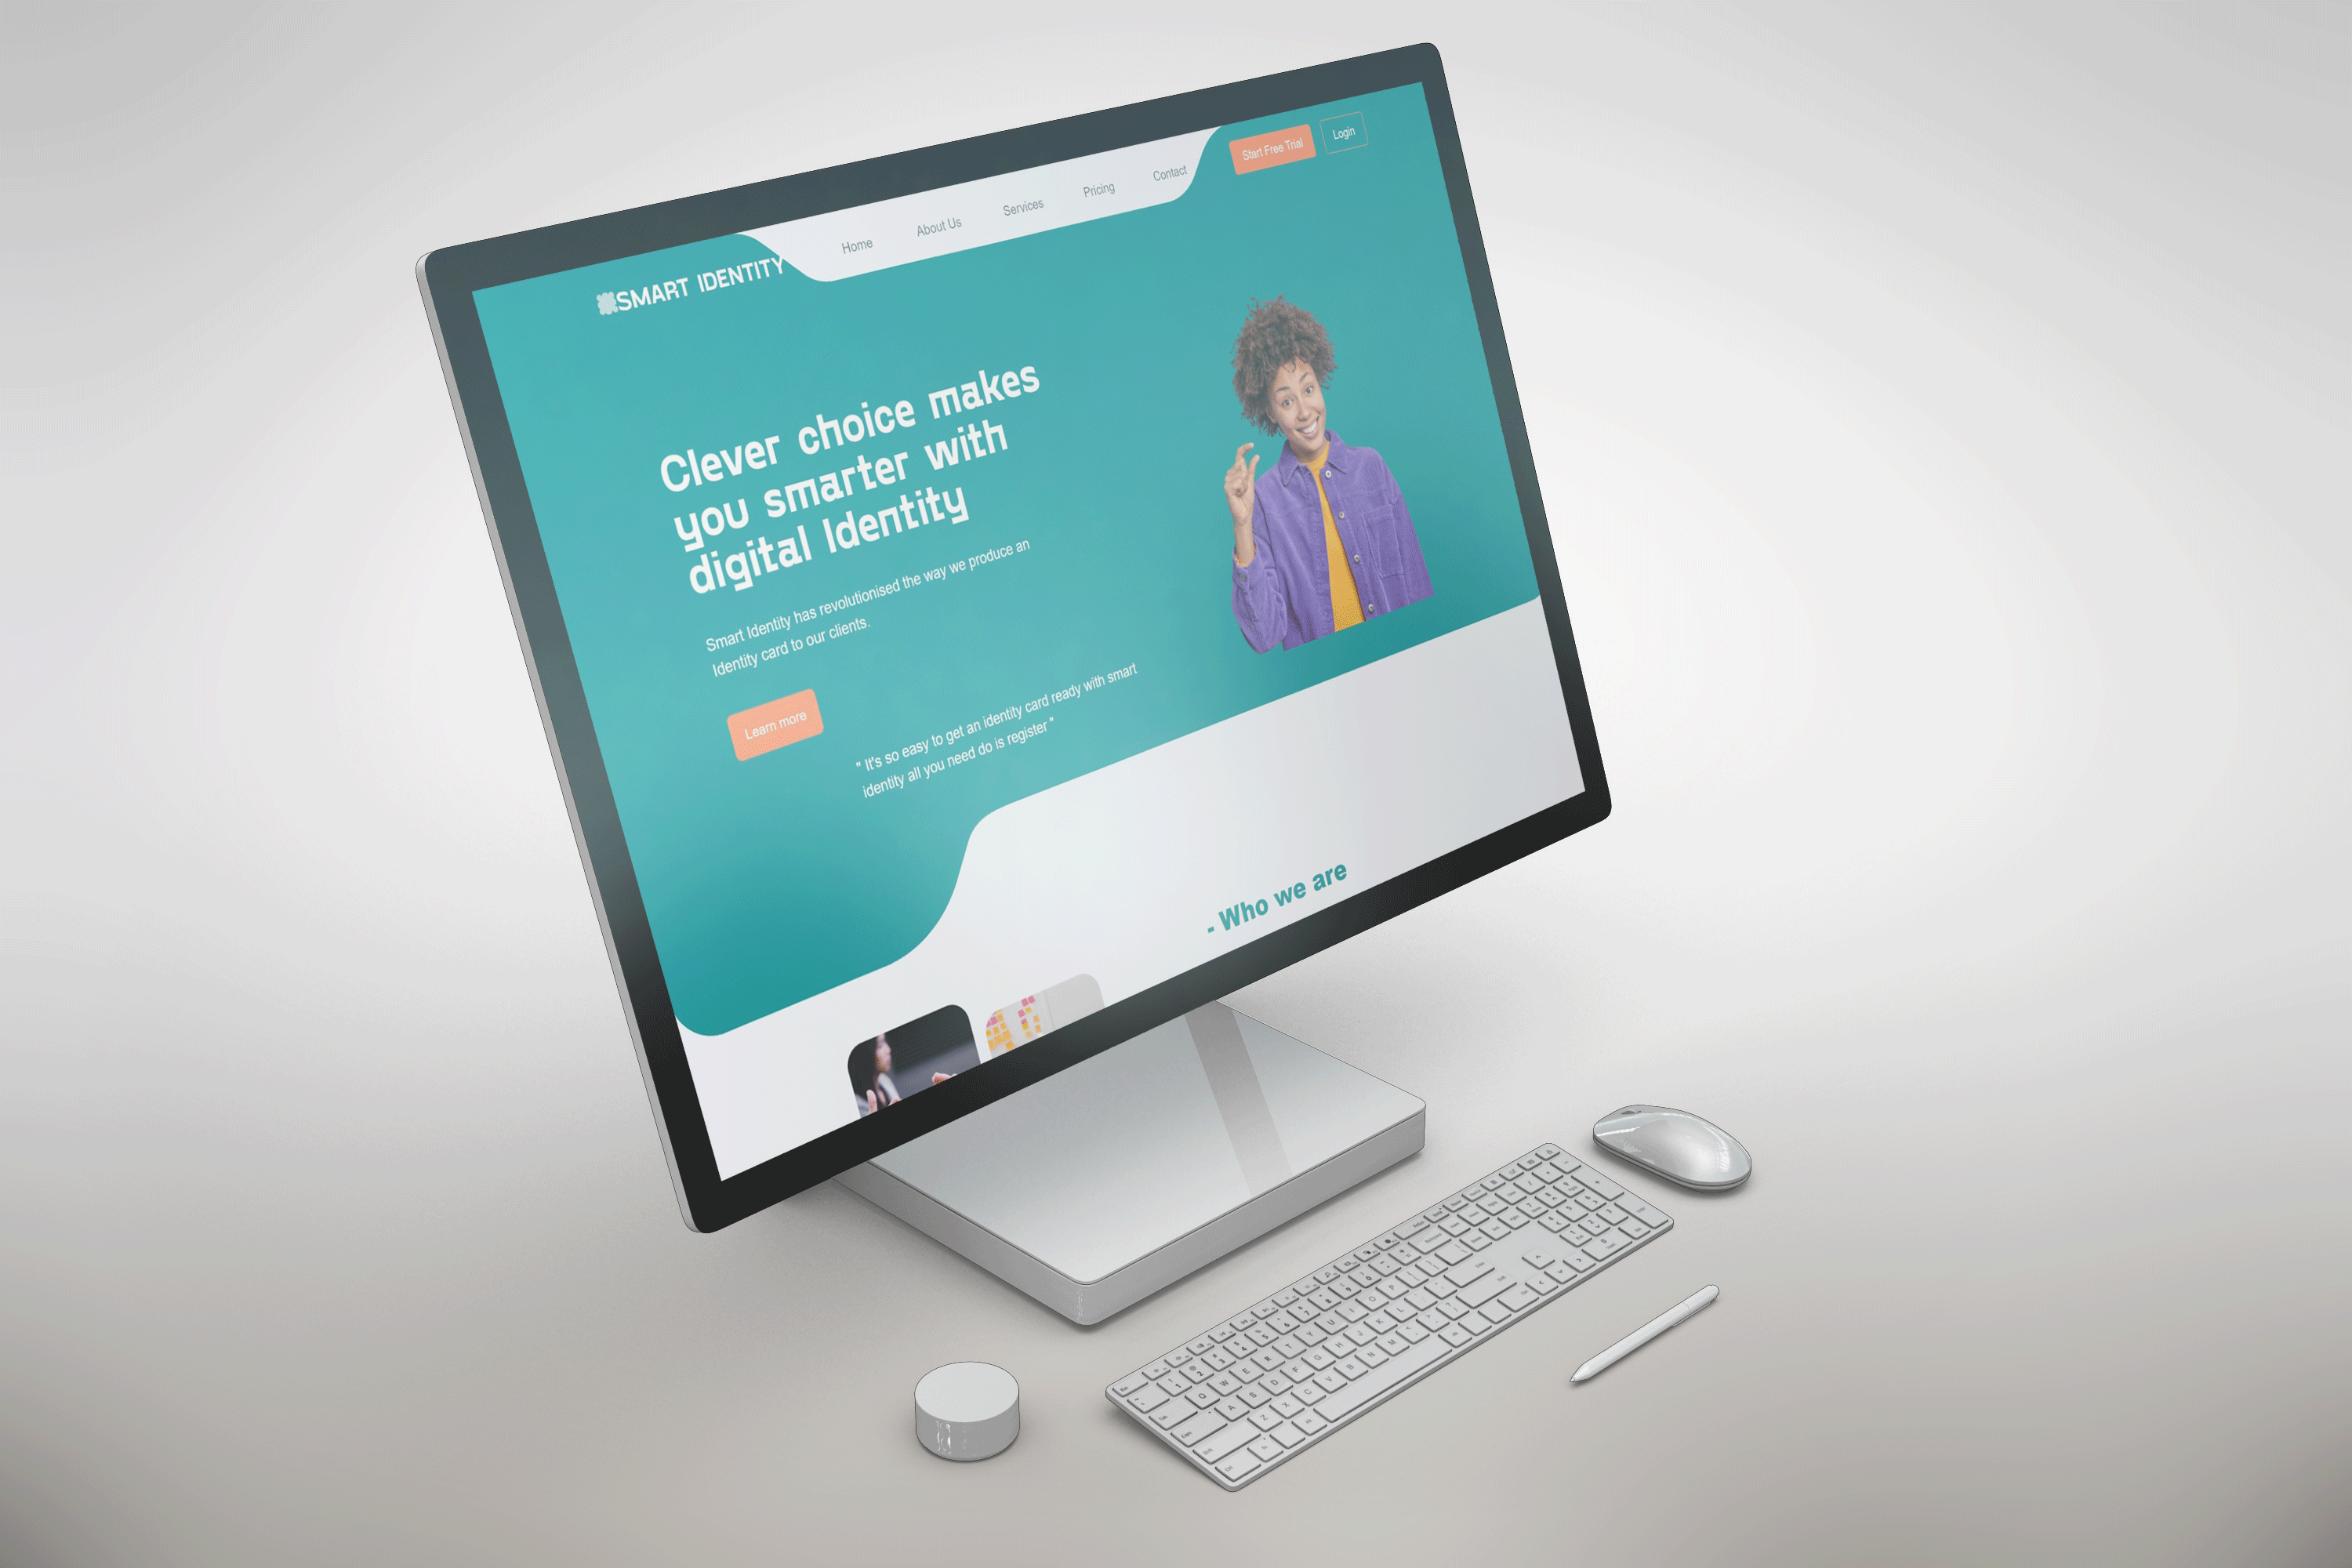 SMART IDENTITY
Home
About Us
Services
Pricing
Contact
Start Free Trial
Login
Clever choice makes
you smarter with
digital Identity
Smart Identity has revolutionised the way we produce an
Identity card to our clients.
Learn more
" It's so easy to get an identity card ready with smart
identity all you need do is register "
- Who we are